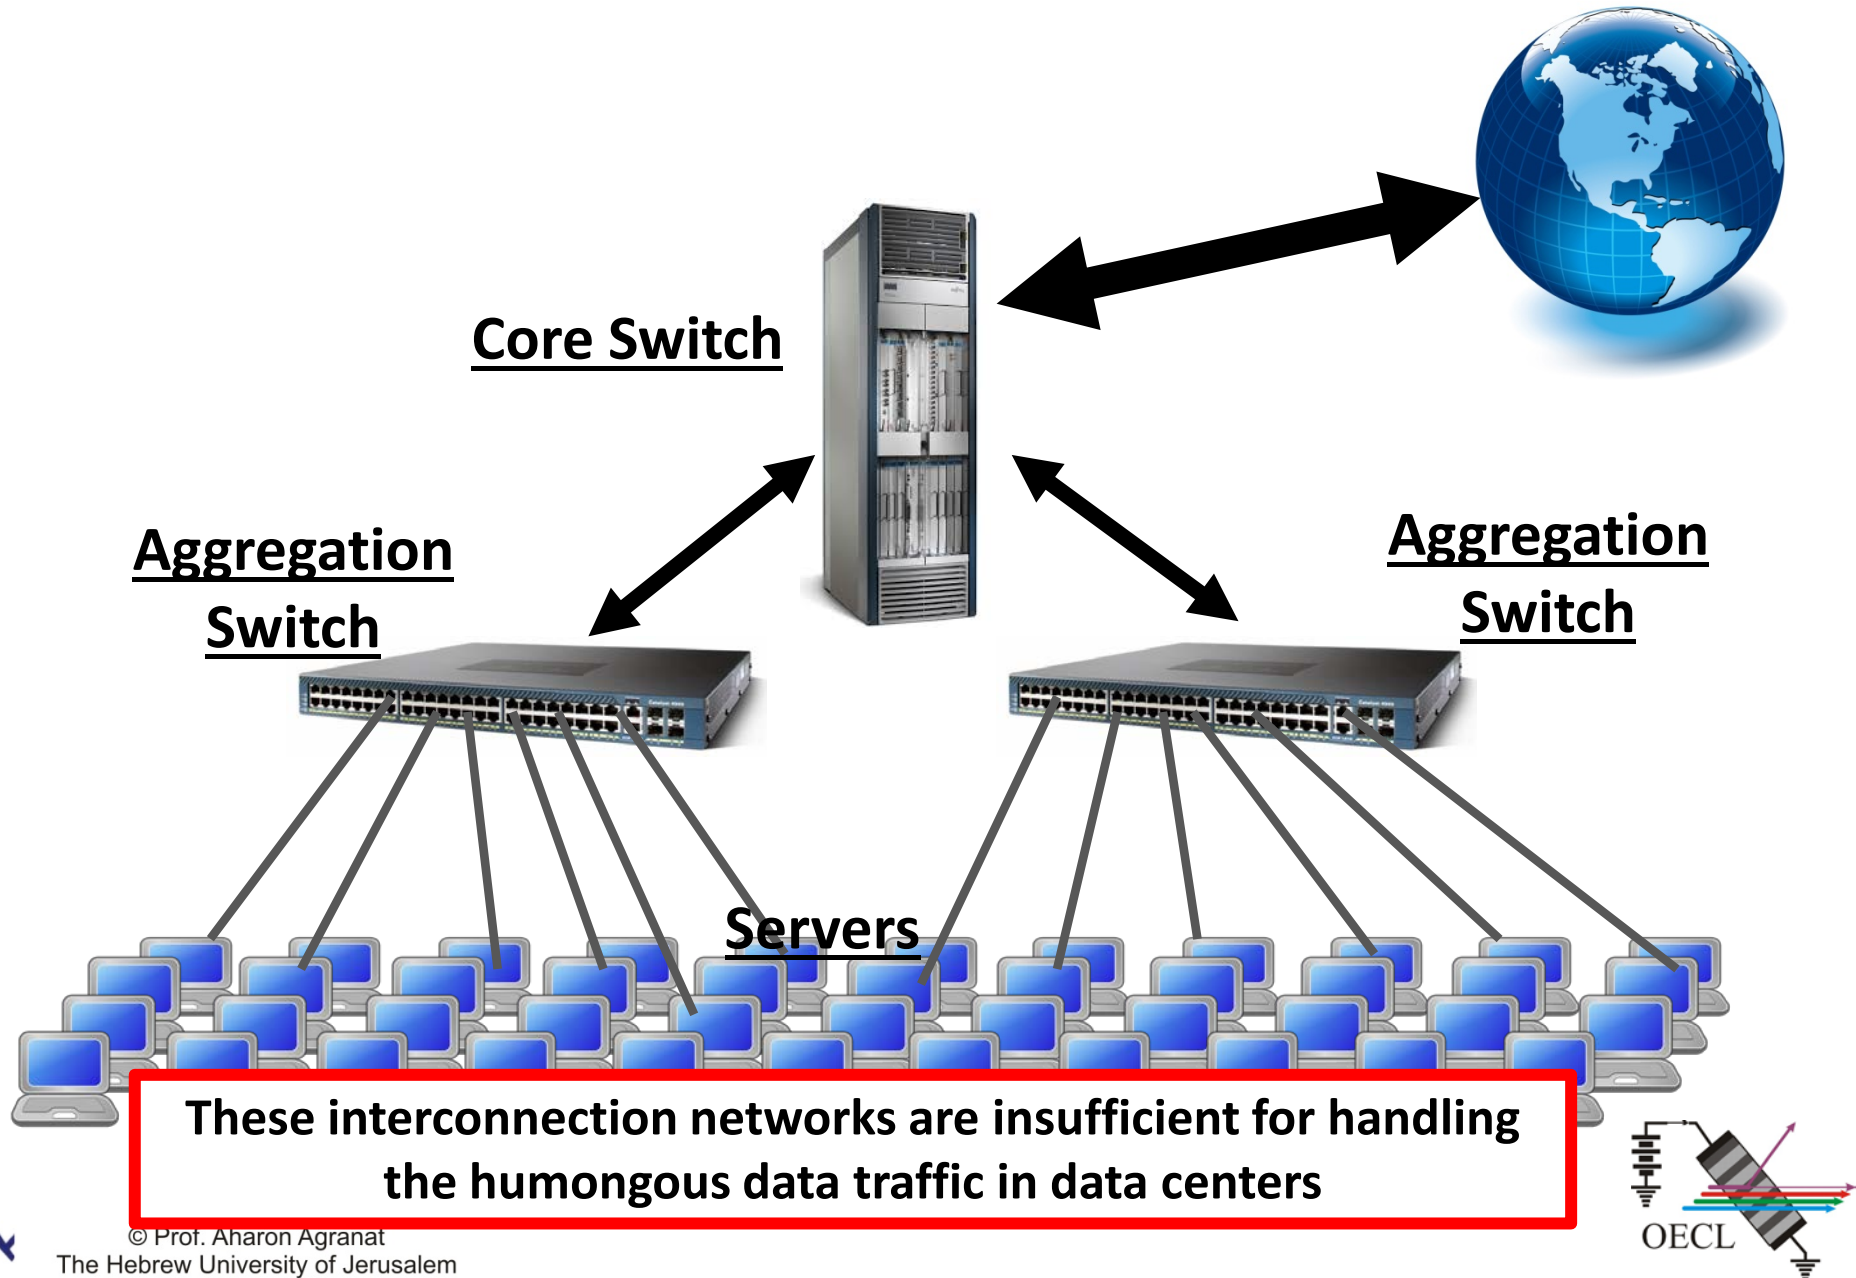 Core Switch
Aggregation
Switch
Aggregation
Switch
Servers
These interconnection networks are insufficient for handling
the humongous data traffic in data centers
© Prof. Aharon Agranat
The Hebrew University of Jerusalem
OECL